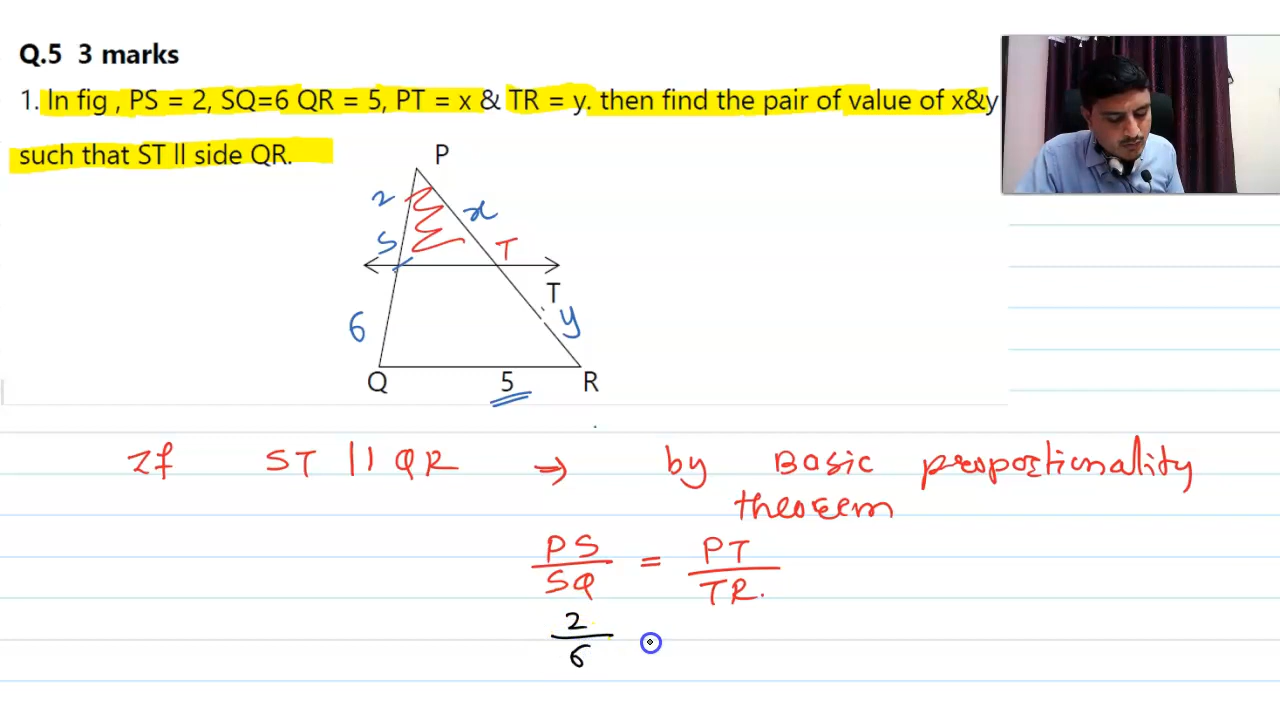 Q.5 3 marks
1. In fig , PS = 2, SQ=6 QR = 5, PT = x & TR = y. then find the pair of value of x&y
such that ST ll side QR.
P
2
x
S
T
T
6
y
Q
5
R
If ST || QR ⇒ by Basic proportionality
theorem
PS/SQ = PT/TR.
2/6